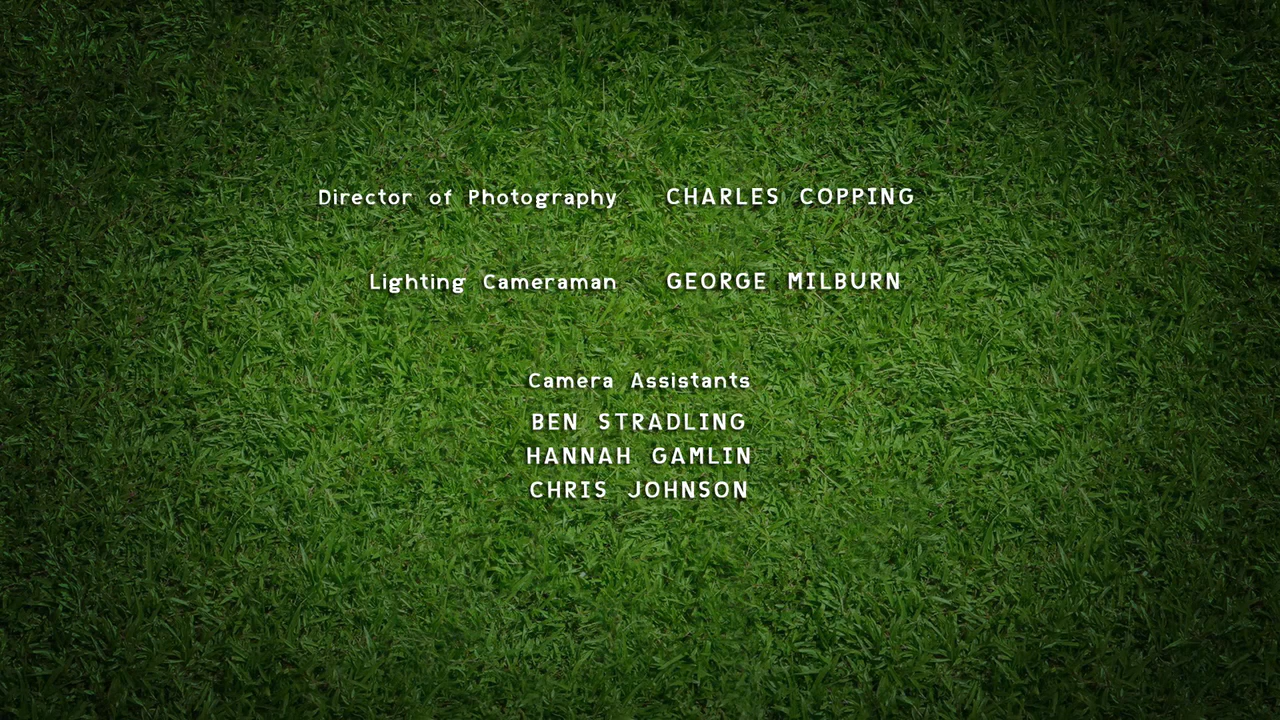 Director of Photography CHARLES COPPING
Lighting Cameraman GEORGE MILBURN
Camera Assistants
BEN STRADLING
HANNAH GAMLIN
CHRIS JOHNSON